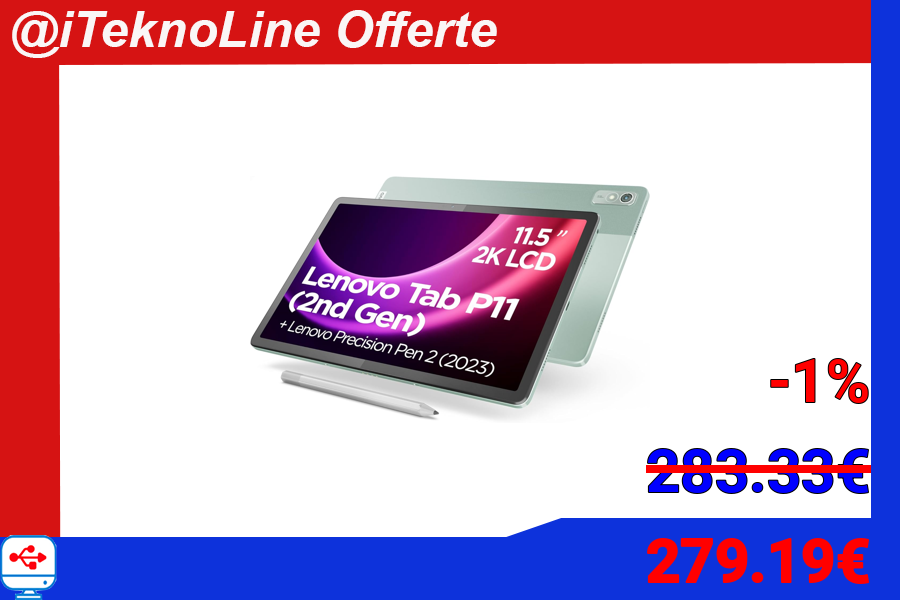 @iTeknoLine Offerte
11.5"
2K LCD
Lenovo Tab P11
(2nd Gen)
+ Lenovo Precision Pen 2 (2023)
-1%
283.33€
279.19€